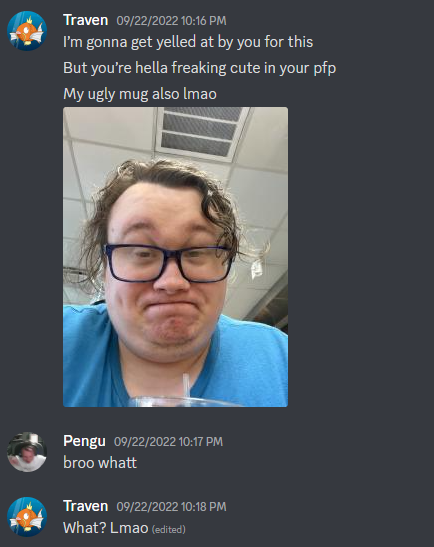 Traven 09/22/2022 10:16 PM
I'm gonna get yelled at by you for this
But you're hella freaking cute in your pfp
My ugly mug also lmao
Pengu 09/22/2022 10:17 PM
broo whatt
Traven 09/22/2022 10:18 PM
What? Lmao (edited)